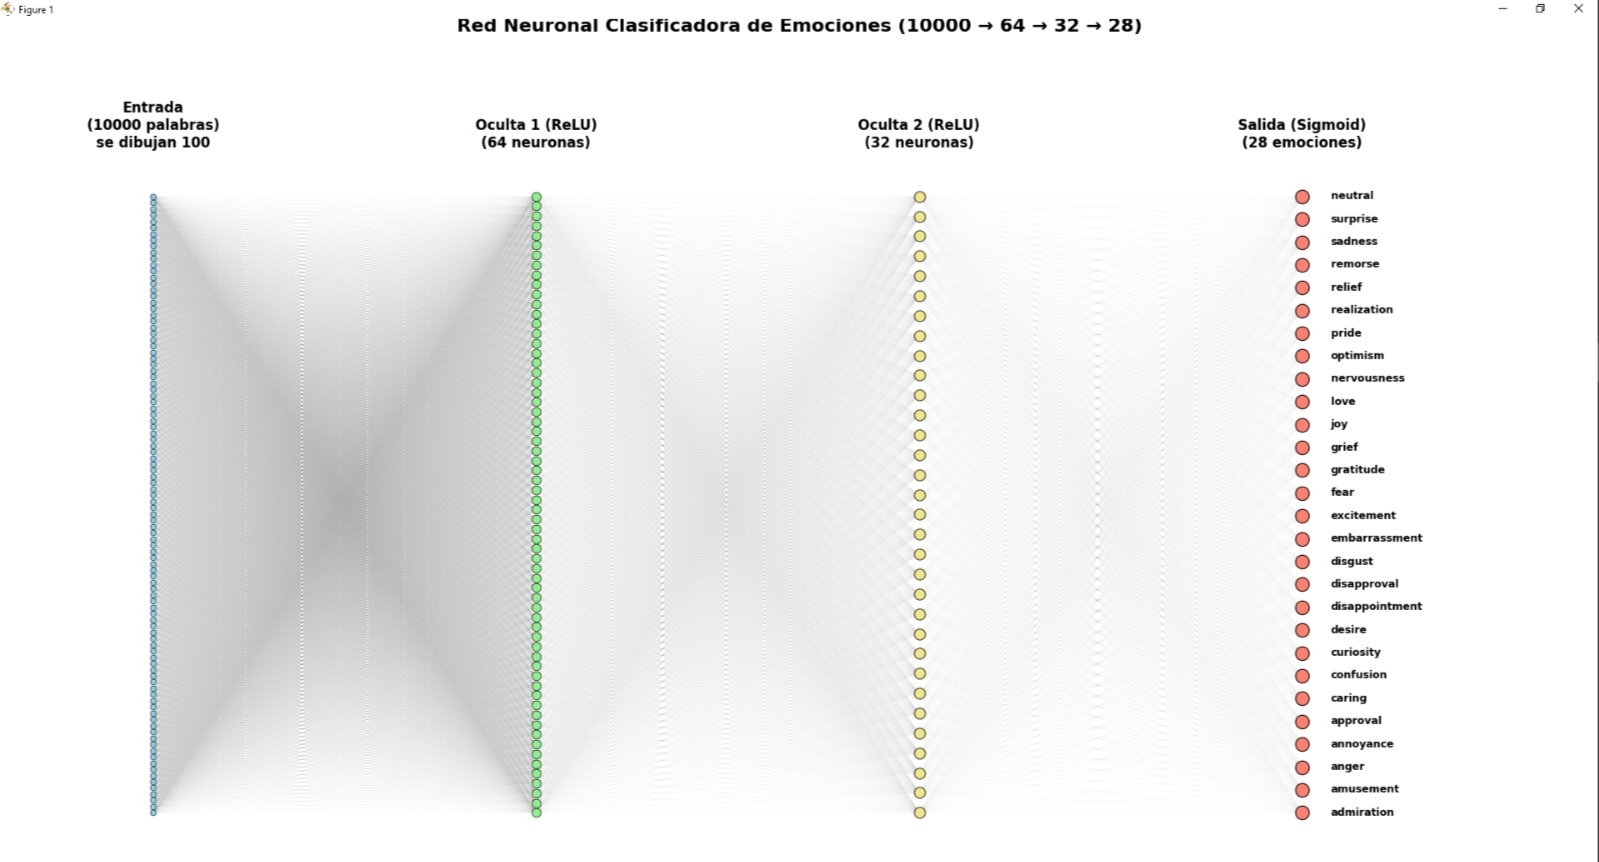 Figure 1
Red Neuronal Clasificadora de Emociones (10000 → 64 → 32 → 28)
Entrada
(10000 palabras)
se dibujan 100
Oculta 1 (ReLU)
(64 neuronas)
Oculta 2 (ReLU)
(32 neuronas)
Salida (Sigmoid)
(28 emociones)
neutral
surprise
sadness
remorse
relief
realization
pride
optimism
nervousness
love
joy
grief
gratitude
fear
excitement
embarrassment
disgust
disapproval
disappointment
desire
curiosity
confusion
caring
approval
annoyance
anger
amusement
admiration